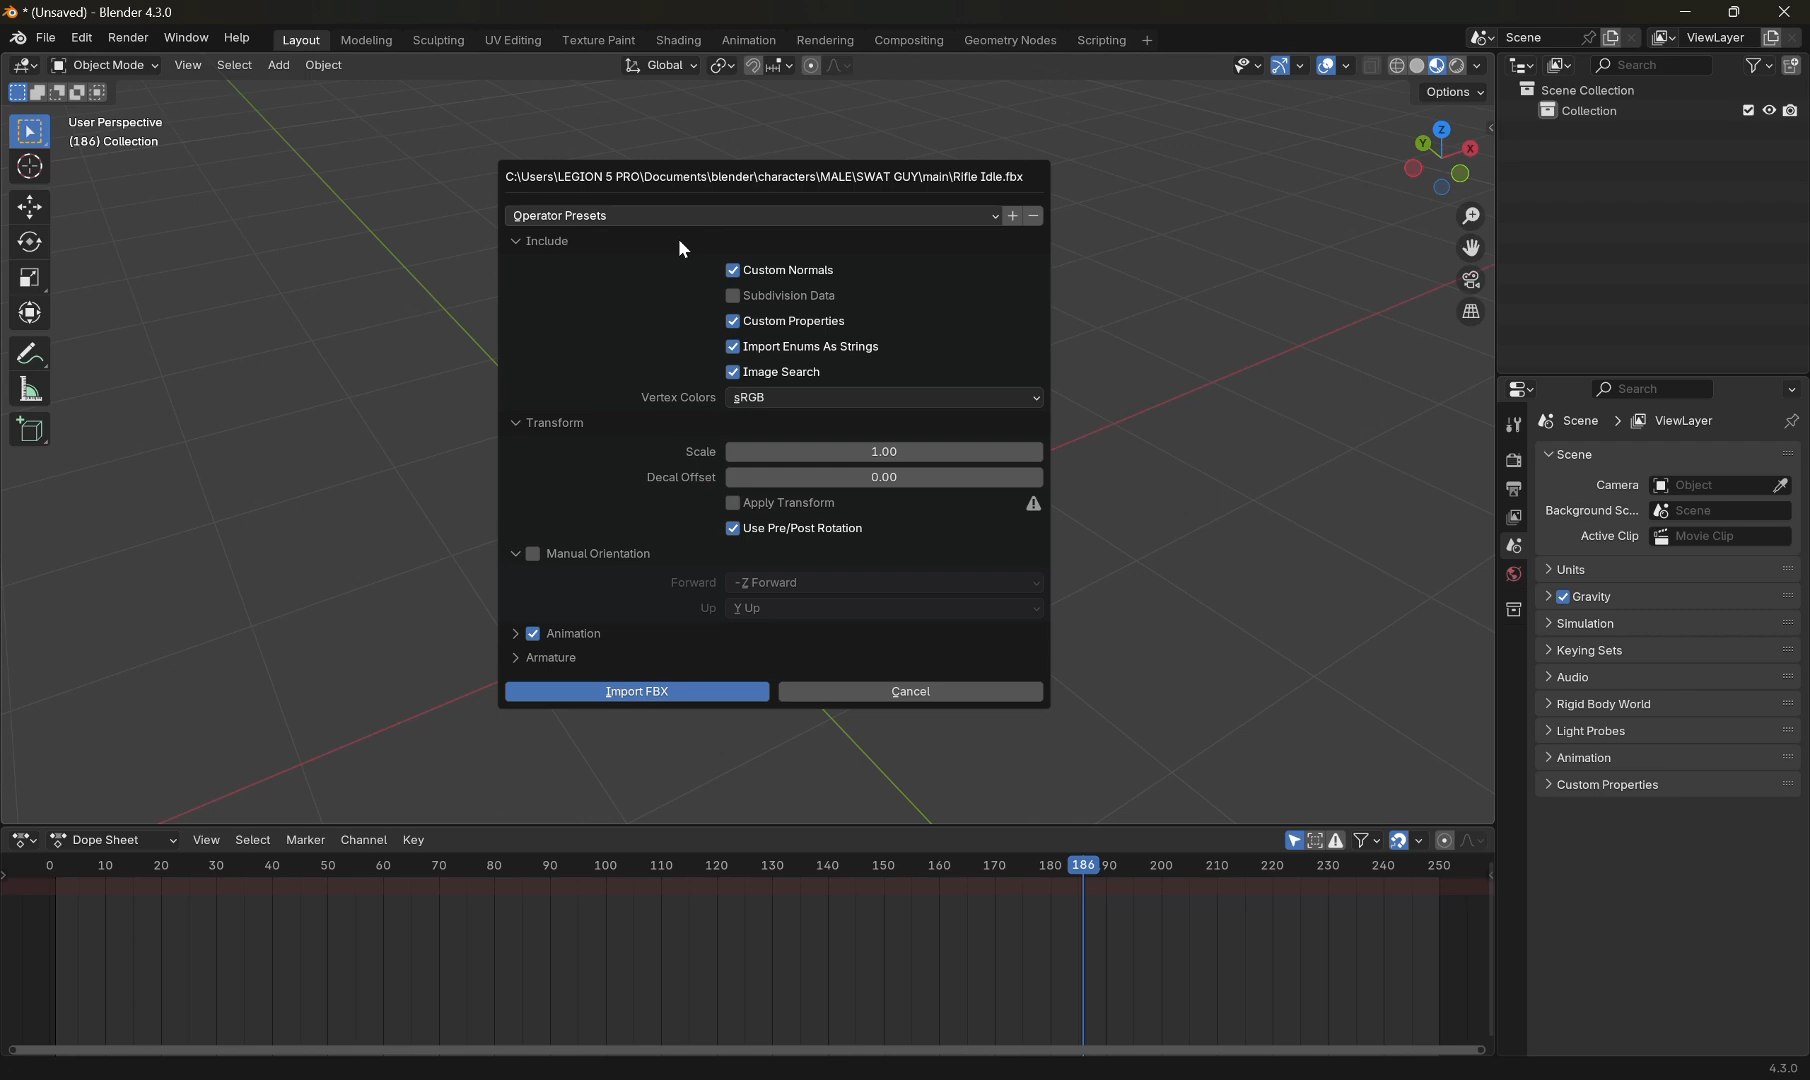 * (Unsaved) - Blender 4.3.0
File Edit Render Window Help
Layout Modeling Sculpting UV Editing Texture Paint Shading Animation Rendering Compositing Geometry Nodes Scripting +
Scene
ViewLayer
Object Mode View Select Add Object
Global
Search
Options
User Perspective
(186) Collection
Z
Y
X
Scene Collection
Collection
C:\Users\LEGION 5 PRO\Documents\blender\characters\MALE\SWAT GUY\main\Rifle Idle.fbx
Operator Presets
Include
Custom Normals
Subdivision Data
Custom Properties
Import Enums As Strings
Image Search
Vertex Colors sRGB
Transform
Scale 1.00
Decal Offset 0.00
Apply Transform
Use Pre/Post Rotation
Manual Orientation
Forward -Z Forward
Up Y Up
Animation
Armature
Import FBX Cancel
Search
Scene ViewLayer
Scene
Camera Object
Background Sc... Scene
Active Clip Movie Clip
Units
Gravity
Simulation
Keying Sets
Audio
Rigid Body World
Light Probes
Animation
Custom Properties
Dope Sheet View Select Marker Channel Key
0 10 20 30 40 50 60 70 80 90 100 110 120 130 140 150 160 170 180 186 90 200 210 220 230 240 250
4.3.0